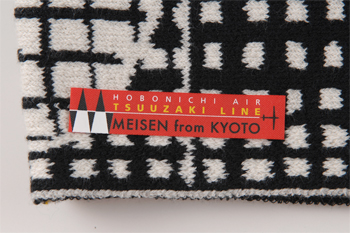 HOBONICHI AIR
TSUUZAKI LINE
MEISEN from KYOTO